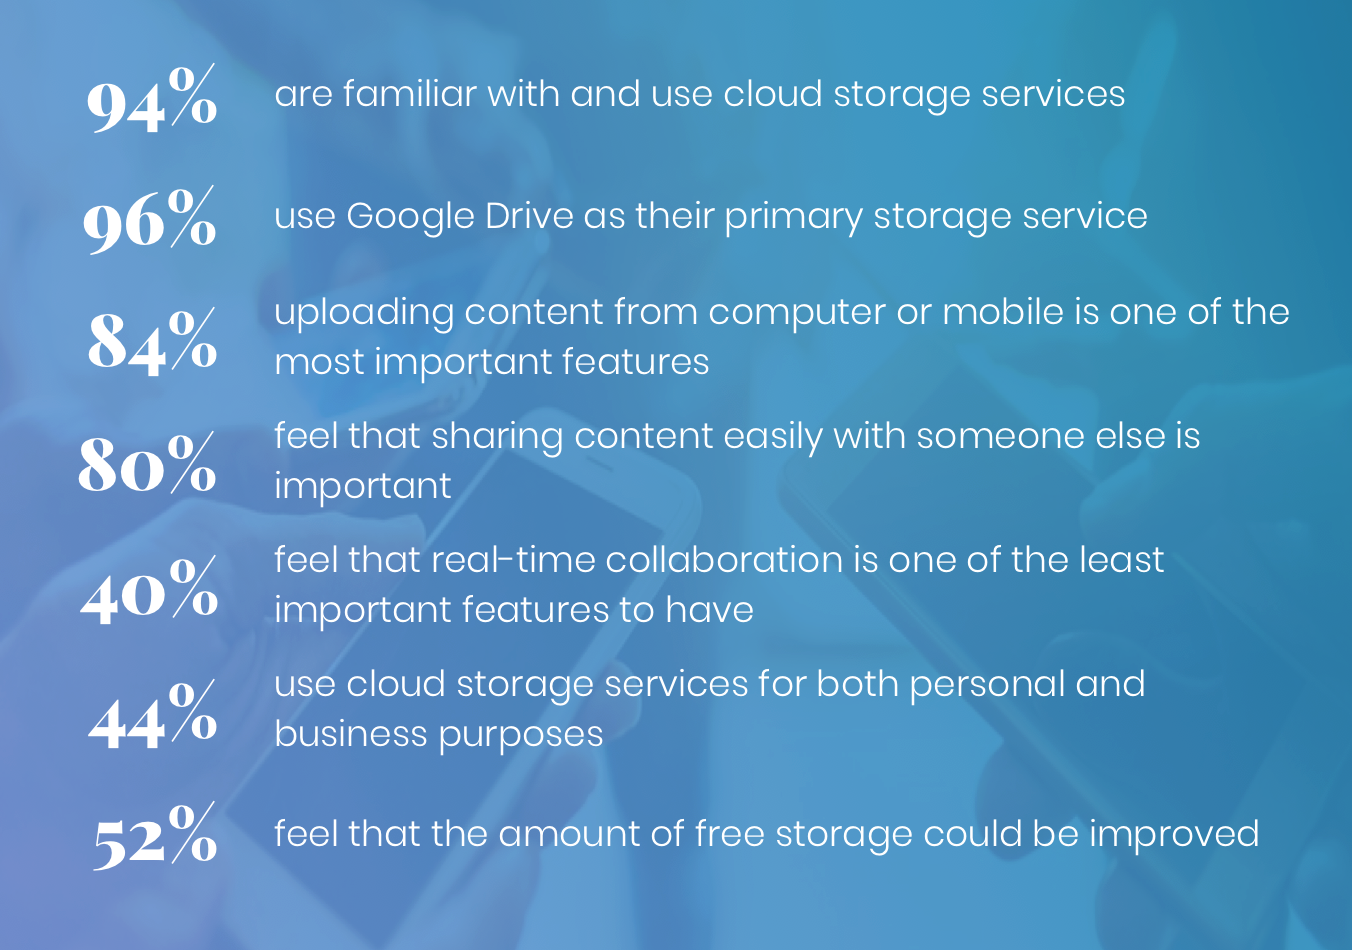 94% are familiar with and use cloud storage services
96% use Google Drive as their primary storage service
84% uploading content from computer or mobile is one of the
most important features
80% feel that sharing content easily with someone else is
important
40% feel that real-time collaboration is one of the least
important features to have
44% use cloud storage services for both personal and
business purposes
52% feel that the amount of free storage could be improved